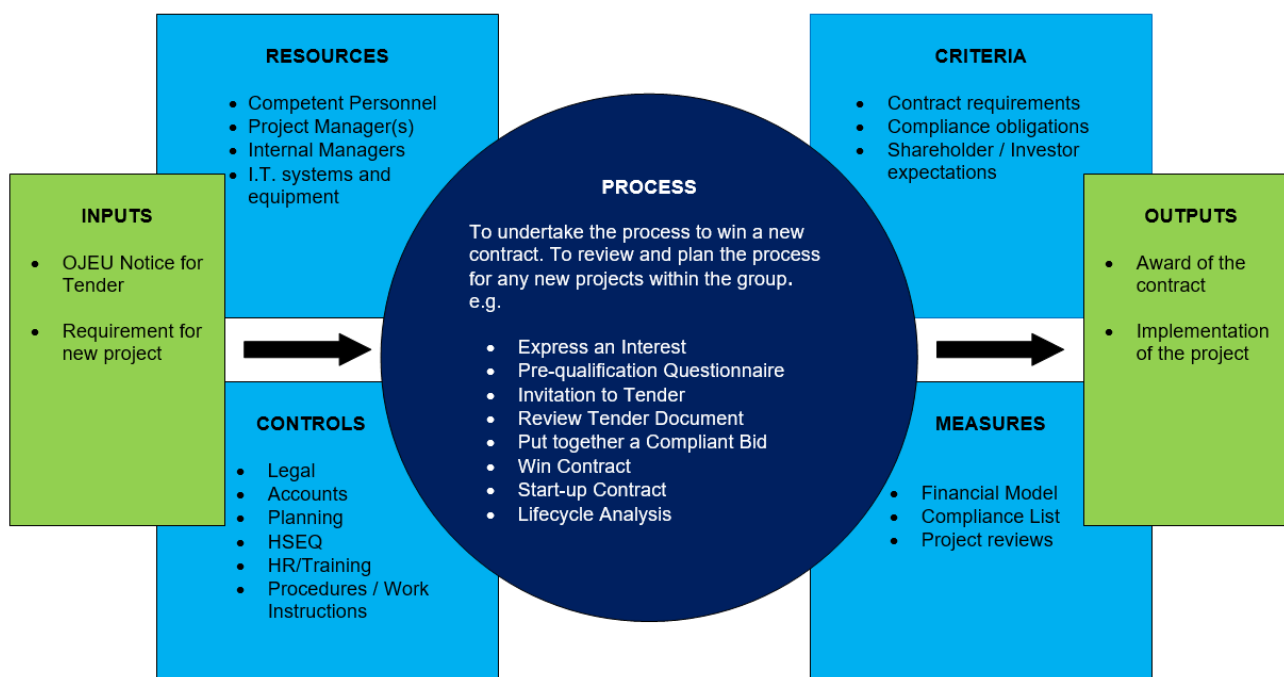 RESOURCES
• Competent Personnel
• Project Manager(s)
• Internal Managers
• I.T. systems and
equipment
CRITERIA
• Contract requirements
• Compliance obligations
• Shareholder / Investor
expectations
INPUTS
• OJEU Notice for
Tender
• Requirement for
new project
PROCESS
To undertake the process to win a new
contract. To review and plan the process
for any new projects within the group.
e.g.
• Express an Interest
• Pre-qualification Questionnaire
• Invitation to Tender
• Review Tender Document
• Put together a Compliant Bid
• Win Contract
• Start-up Contract
• Lifecycle Analysis
OUTPUTS
• Award of the
contract
• Implementation
of the project
CONTROLS
• Legal
• Accounts
• Planning
• HSEQ
• HR/Training
• Procedures / Work
Instructions
MEASURES
• Financial Model
• Compliance List
• Project reviews